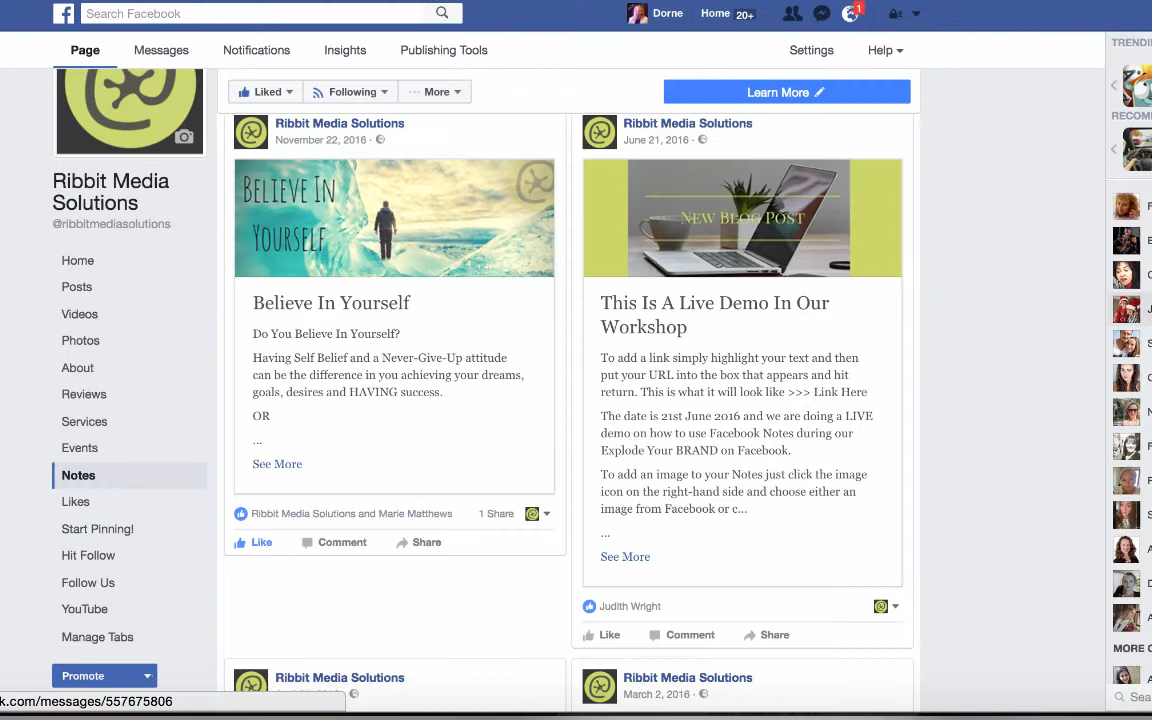 Search Facebook
Dorne
Home 20+
1
Page
Messages
Notifications
Insights
Publishing Tools
Settings
Help
Liked
Following
More
Learn More
Ribbit Media
Solutions
@ribbitmediasolutions
Home
Posts
Videos
Photos
About
Reviews
Services
Events
Notes
Likes
Start Pinning!
Hit Follow
Follow Us
YouTube
Manage Tabs
Promote
k.com/messages/557675806
Ribbit Media Solutions
November 22, 2016
BELIEVE IN
YOURSELF
Believe In Yourself
Do You Believe In Yourself?
Having Self Belief and a Never-Give-Up attitude
can be the difference in you achieving your dreams,
goals, desires and HAVING success.
OR
...
See More
Ribbit Media Solutions and Marie Matthews
1 Share
Like
Comment
Share
Ribbit Media Solutions
Ribbit Media Solutions
June 21, 2016
NEW BLOG POST
This Is A Live Demo In Our
Workshop
To add a link simply highlight your text and then
put your URL into the box that appears and hit
return. This is what it will look like >>> Link Here
The date is 21st June 2016 and we are doing a LIVE
demo on how to use Facebook Notes during our
Explode Your BRAND on Facebook.
To add an image to your Notes just click the image
icon on the right-hand side and choose either an
image from Facebook or c...
...
See More
Judith Wright
Like
Comment
Share
Ribbit Media Solutions
March 2, 2016
TRENDI
RECOM
MORE C
Sea